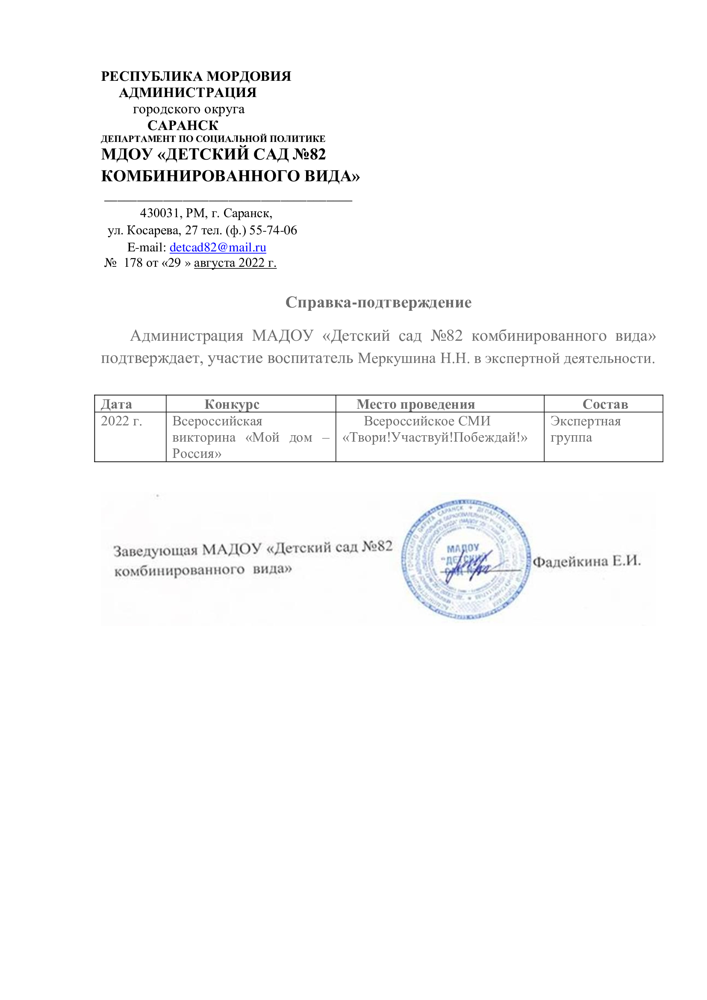 РЕСПУБЛИКА МОРДОВИЯ
АДМИНИСТРАЦИЯ
городского округа
САРАНСК
ДЕПАРТАМЕНТ ПО СОЦИАЛЬНОЙ ПОЛИТИКЕ
МДОУ «ДЕТСКИЙ САД №82
КОМБИНИРОВАННОГО ВИДА»
430031, РМ, г. Саранск,
ул. Косарева, 27 тел. (ф.) 55-74-06
E-mail: detcad82@mail.ru
№ 178 от «29 » августа 2022 г.
Справка-подтверждение
Администрация МАДОУ «Детский сад №82 комбинированного вида»
подтверждает, участие воспитатель Меркушина Н.Н. в экспертной деятельности.
Дата Конкурс Место проведения Состав
2022 г. Всероссийская Всероссийское СМИ Экспертная
викторина «Мой дом – «Твори!Участвуй!Побеждай!» группа
Россия»
Заведующая МАДОУ «Детский сад №82
комбинированного вида»
МАДОУ
"ДЕТСКИЙ
САД
Фадейкина Е.И.